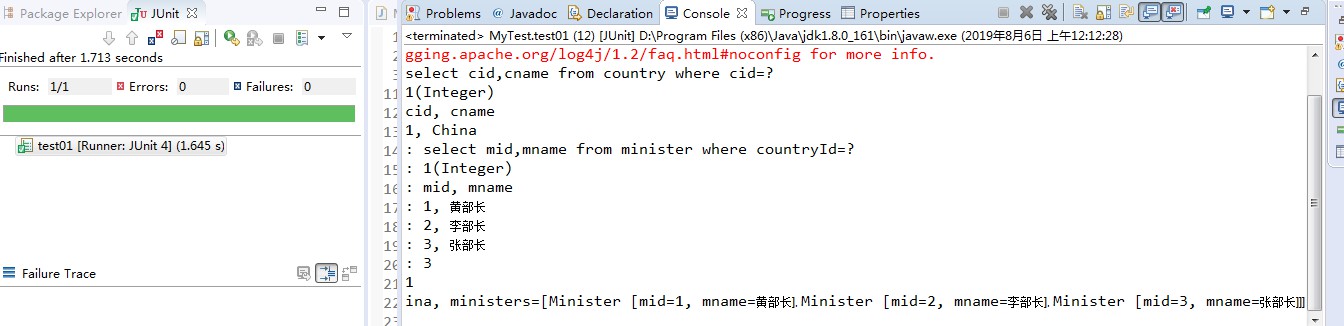 Package Explorer JUnit
Finished after 1.713 seconds
Runs: 1/1 Errors: 0 Failures: 0
test01 [Runner: JUnit 4] (1.645 s)
Failure Trace
1
11
12
13
14
15
16
17
18
19
20
21
22
23
Problems @ Javadoc Declaration Console Progress Properties
<terminated> MyTest.test01 (12) [JUnit] D:\Program Files (x86)\Java\jdk1.8.0_161\bin\javaw.exe (2019年8月6日 上午12:12:28)
gging.apache.org/log4j/1.2/faq.html#noconfig for more info.
select cid,cname from country where cid=?
1(Integer)
cid, cname
1, China
: select mid,mname from minister where countryId=?
: 1(Integer)
: mid, mname
: 1, 黄部长
: 2, 李部长
: 3, 张部长
: 3
1
ina, ministers=[Minister [mid=1, mname=黄部长], Minister [mid=2, mname=李部长], Minister [mid=3, mname=张部长]]]